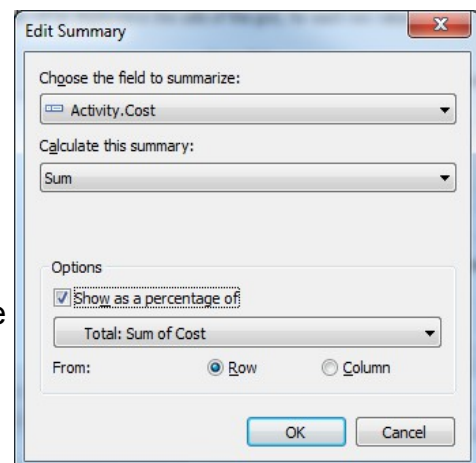 Edit Summary
Choose the field to summarize:
Activity.Cost
Calculate this summary:
Sum
Options
Show as a percentage of
Total: Sum of Cost
From: Row Column
OK Cancel
e